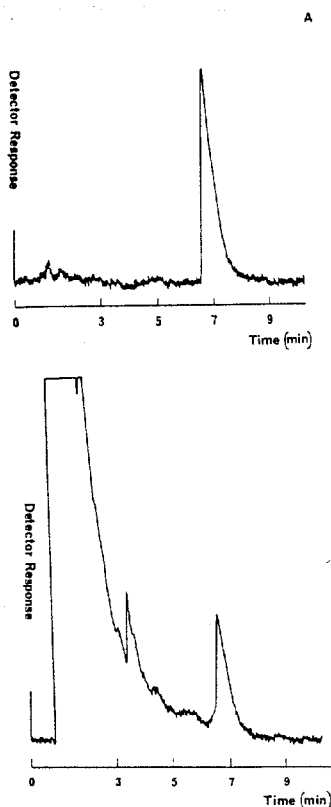 A
Detector Response
0 3 5 7 9
Time (min)
Detector Response
0 3 5 7 9
Time (min)